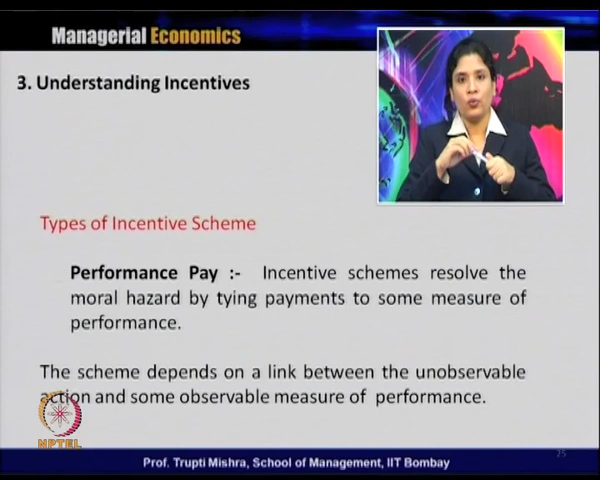 Managerial Economics
3. Understanding Incentives
Types of Incentive Scheme
Performance Pay :- Incentive schemes resolve the
moral hazard by tying payments to some measure of
performance.
The scheme depends on a link between the unobservable
action and some observable measure of performance.
NPTEL
Prof. Trupti Mishra, School of Management, IIT Bombay
25